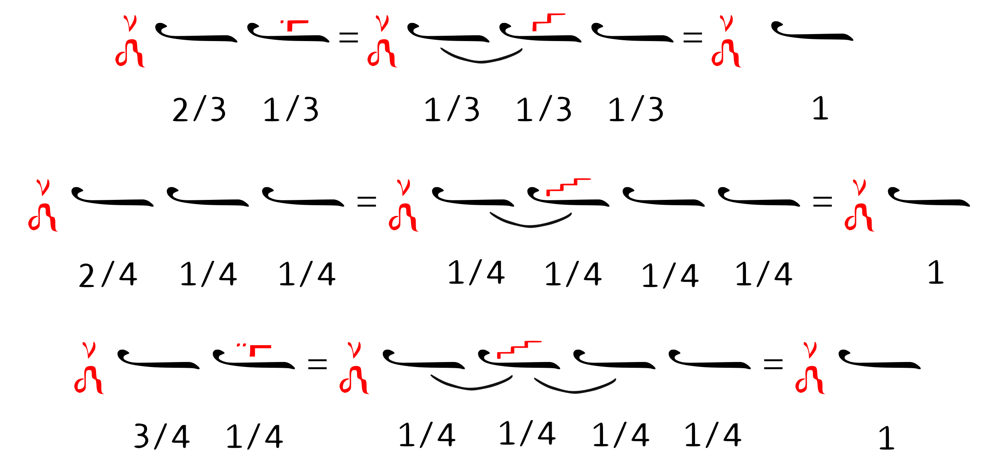 ν = ν = ν
2/3 1/3 1/3 1/3 1/3 1
ν = ν = ν
2/4 1/4 1/4 1/4 1/4 1/4 1/4 1
ν = ν = ν
3/4 1/4 1/4 1/4 1/4 1/4 1